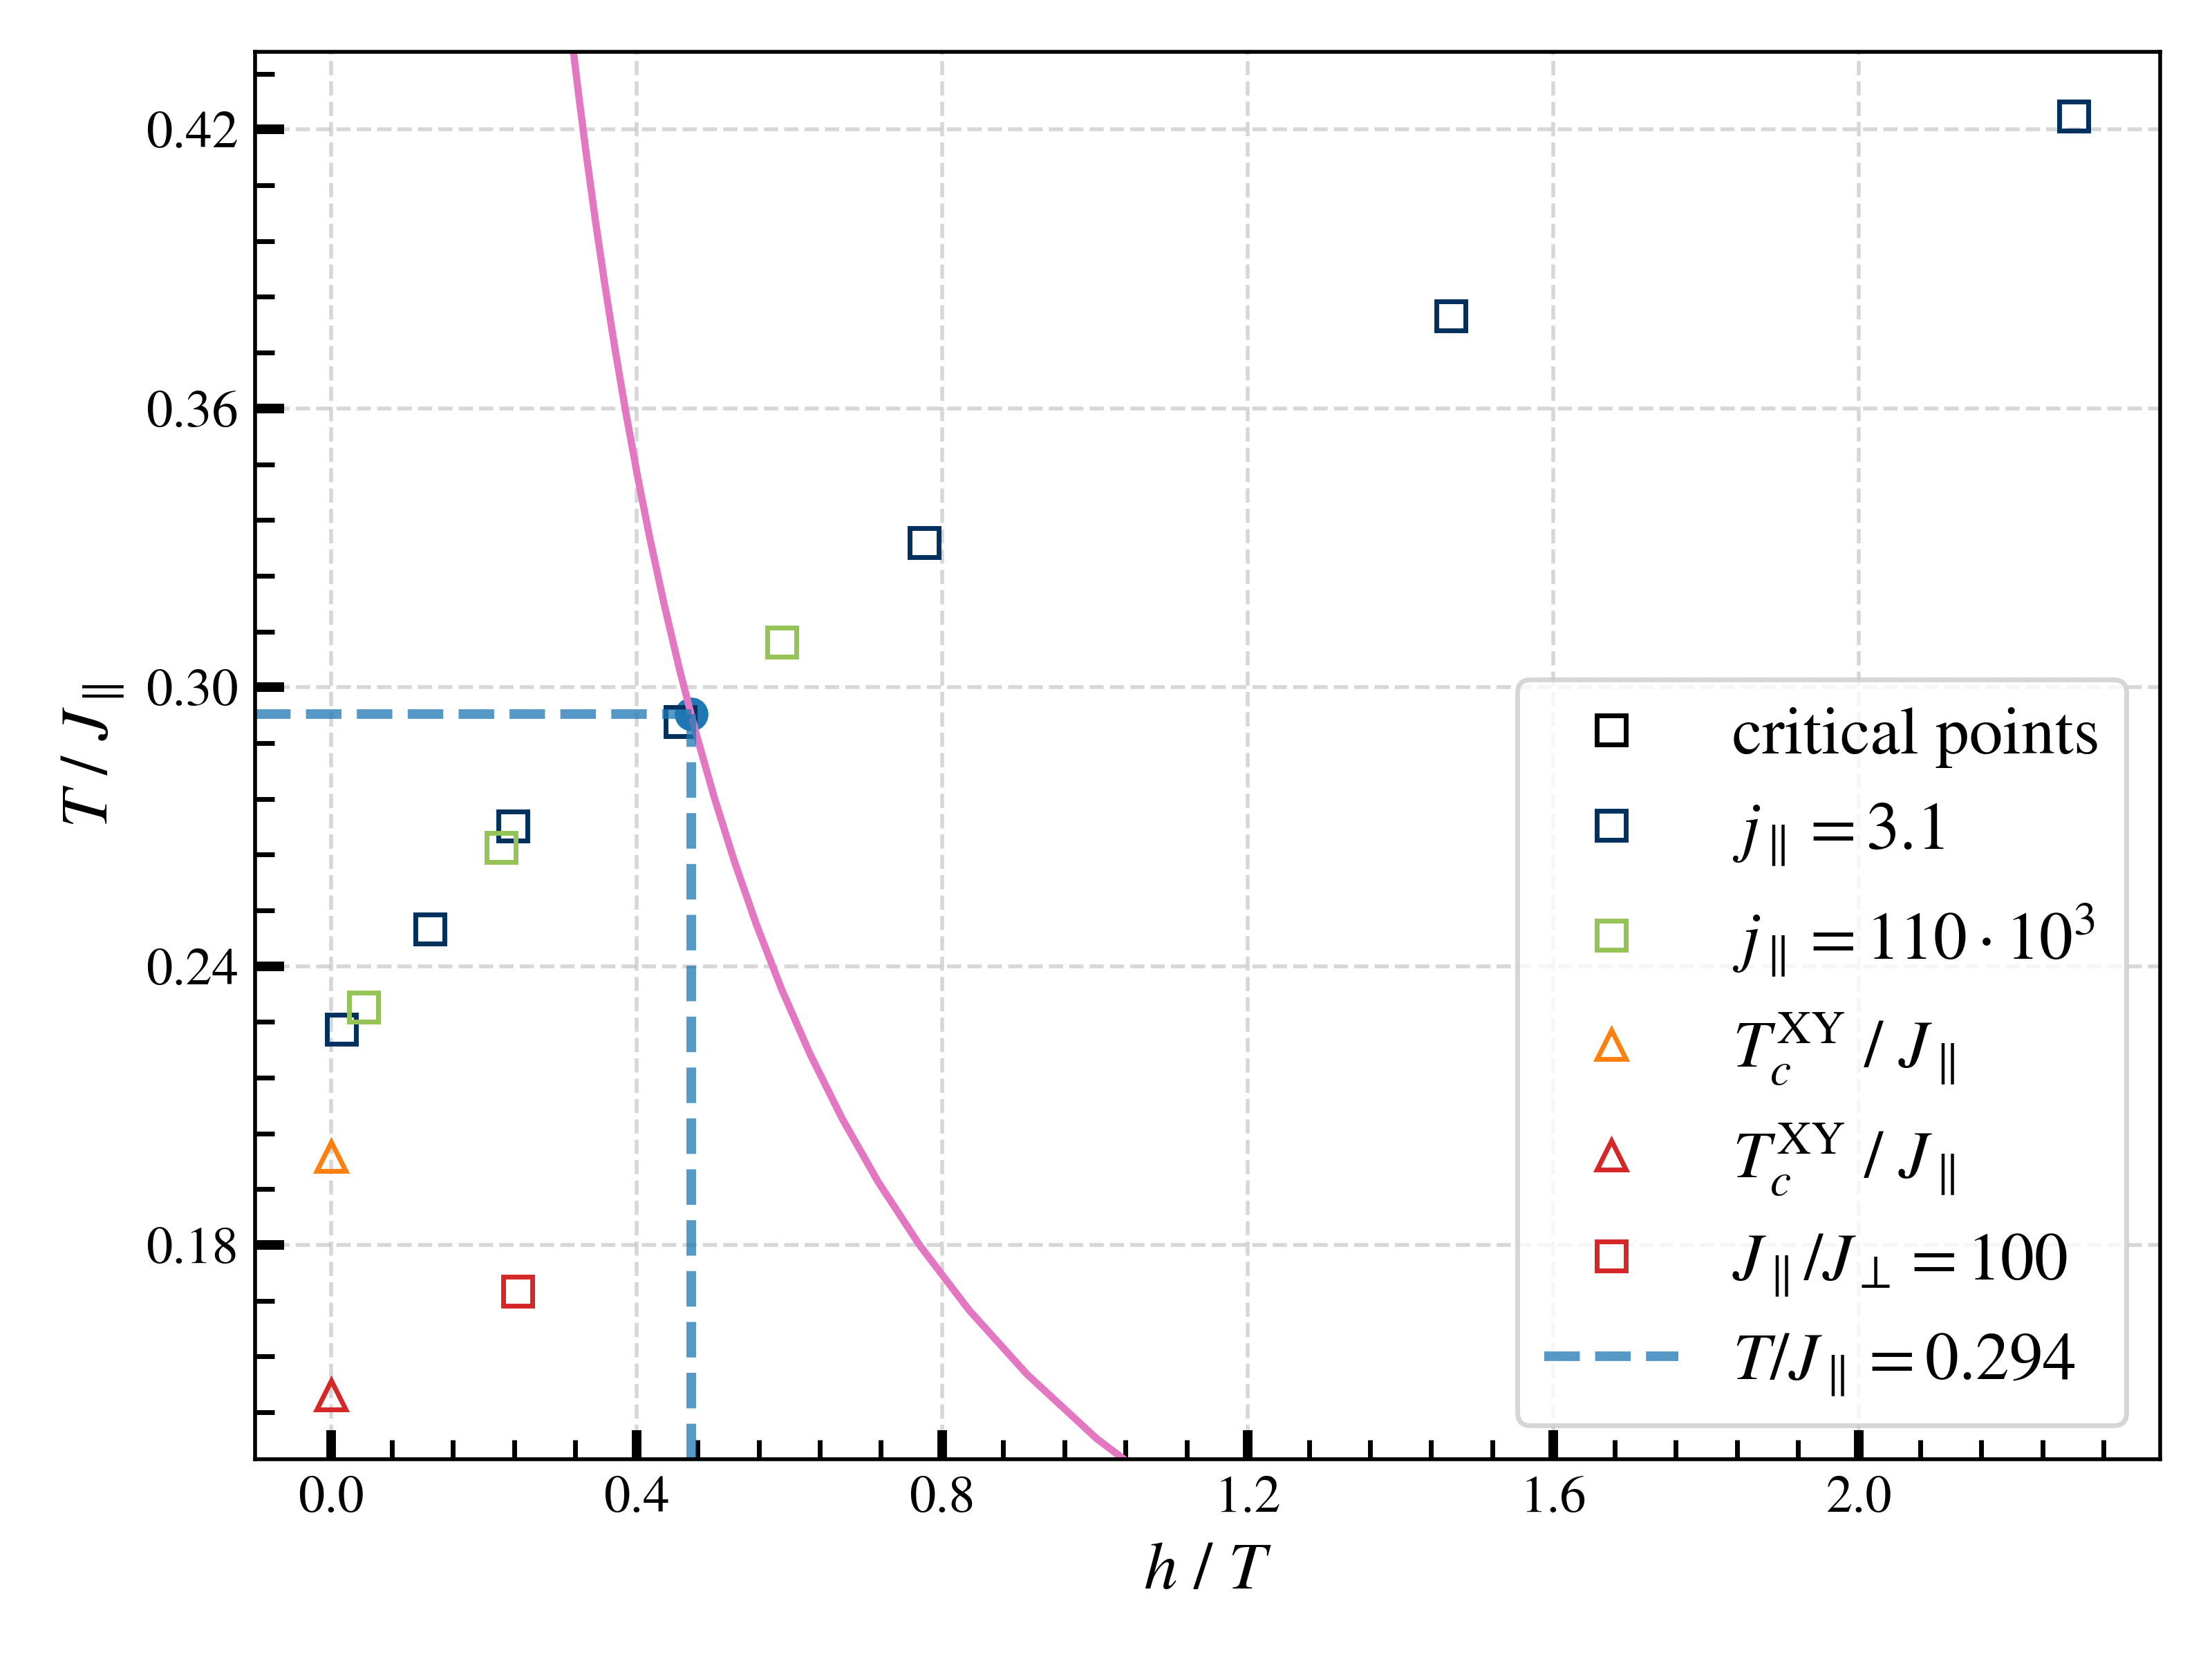 0.42
0.36
0.30
0.24
0.18
T / J∥
0.0 0.4 0.8 1.2 1.6 2.0
h / T
critical points
j∥ = 3.1
j∥ = 110 · 10³
T_c^XY / J∥
T_c^XY / J∥
J∥/J⊥ = 100
T/J∥ = 0.294